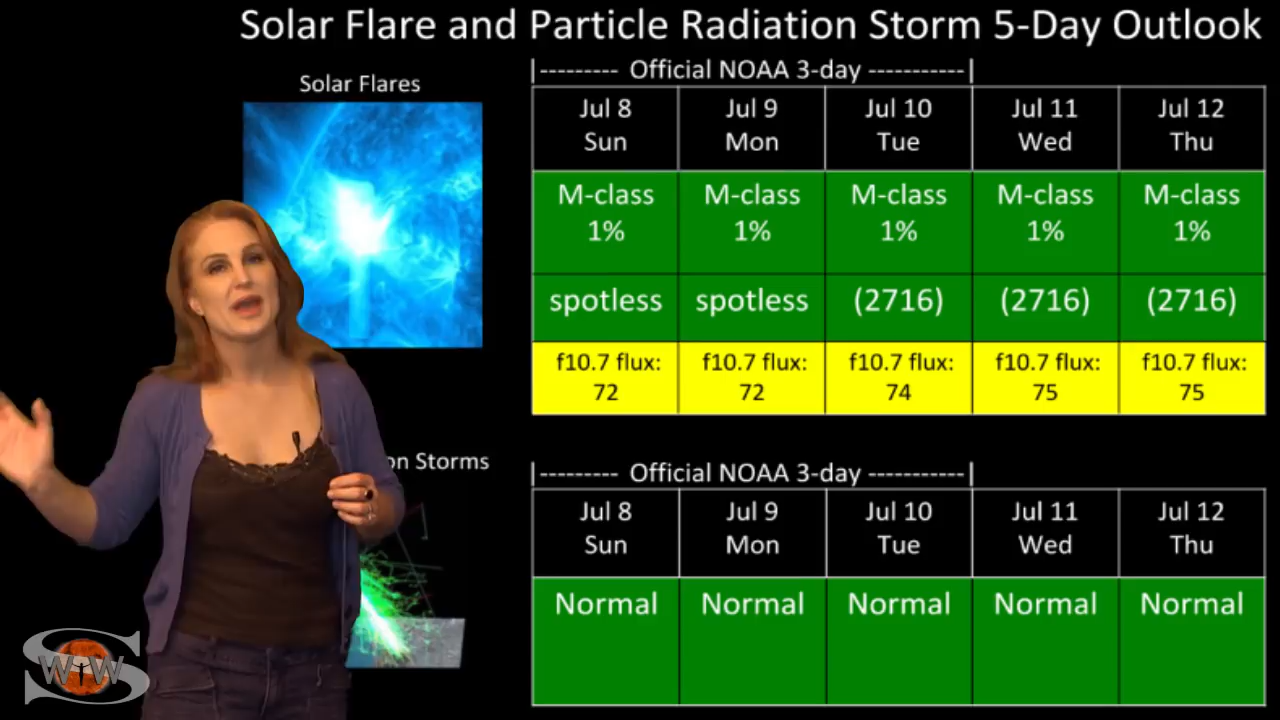 Solar Flare and Particle Radiation Storm 5-Day Outlook
Solar Flares
|--------- Official NOAA 3-day -----------|
Jul 8 Jul 9 Jul 10 Jul 11 Jul 12
Sun Mon Tue Wed Thu
M-class M-class M-class M-class M-class
1% 1% 1% 1% 1%
spotless spotless (2716) (2716) (2716)
f10.7 flux: f10.7 flux: f10.7 flux: f10.7 flux: f10.7 flux:
72 72 74 75 75
on Storms
|--------- Official NOAA 3-day -----------|
Jul 8 Jul 9 Jul 10 Jul 11 Jul 12
Sun Mon Tue Wed Thu
Normal Normal Normal Normal Normal
S
WTW